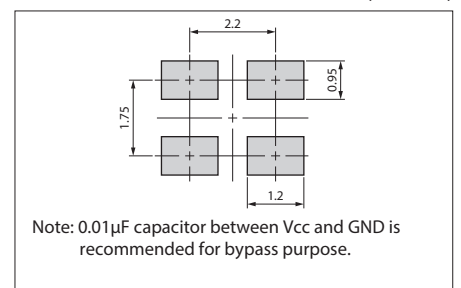 2.2
0.95
1.75
1.2
Note: 0.01µF capacitor between Vcc and GND is
recommended for bypass purpose.